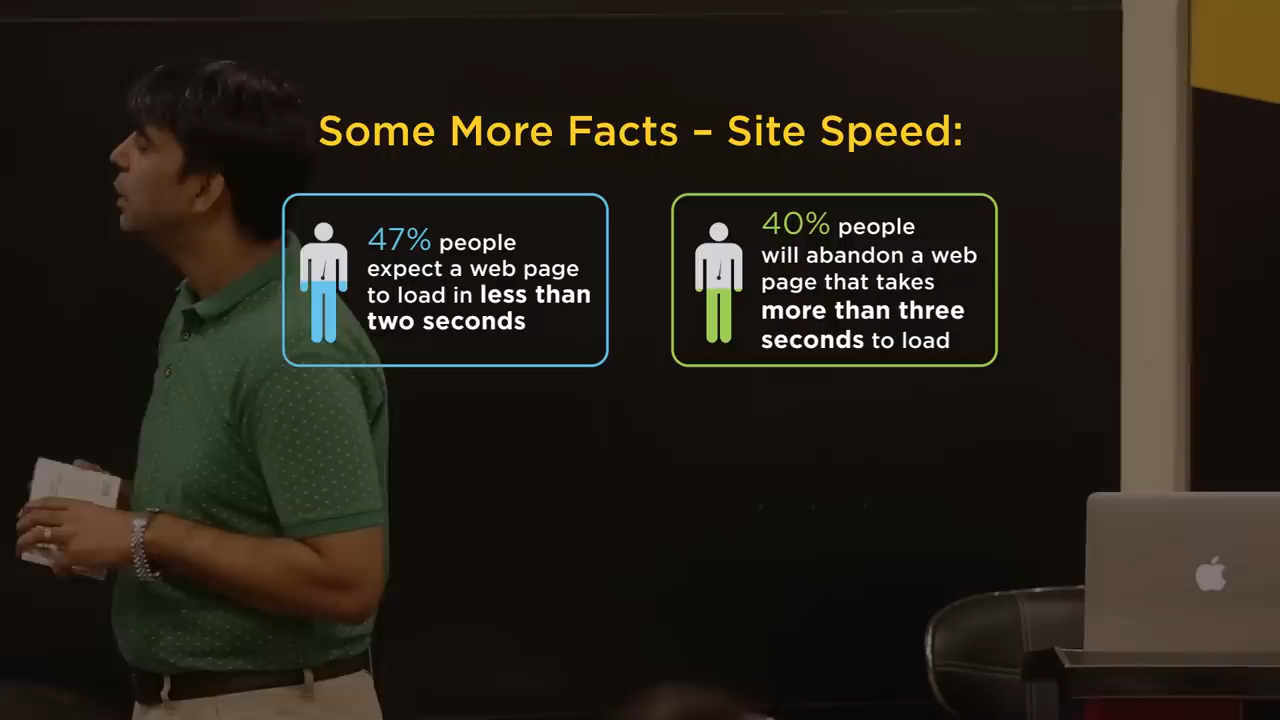 Some More Facts – Site Speed:
47% people
expect a web page
to load in less than
two seconds
40% people
will abandon a web
page that takes
more than three
seconds to load